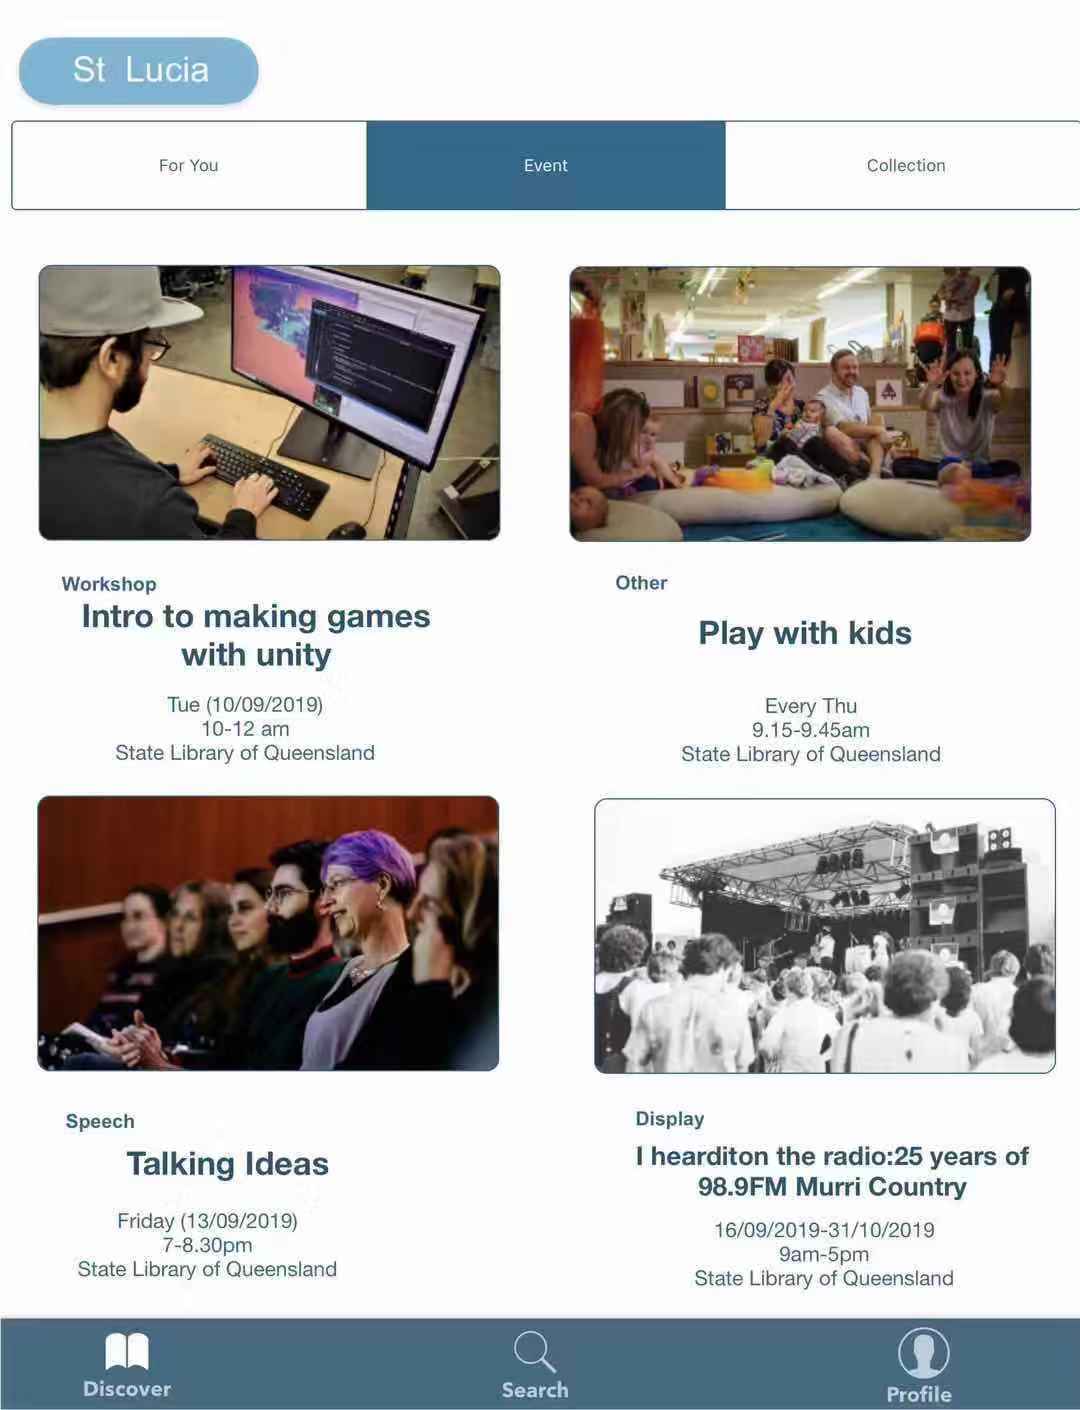 St Lucia
For You
Event
Collection
Workshop
Intro to making games
with unity
Tue (10/09/2019)
10-12 am
State Library of Queensland
Other
Play with kids
Every Thu
9.15-9.45am
State Library of Queensland
Speech
Talking Ideas
Friday (13/09/2019)
7-8.30pm
State Library of Queensland
Display
I hearditon the radio:25 years of
98.9FM Murri Country
16/09/2019-31/10/2019
9am-5pm
State Library of Queensland
Discover
Search
Profile